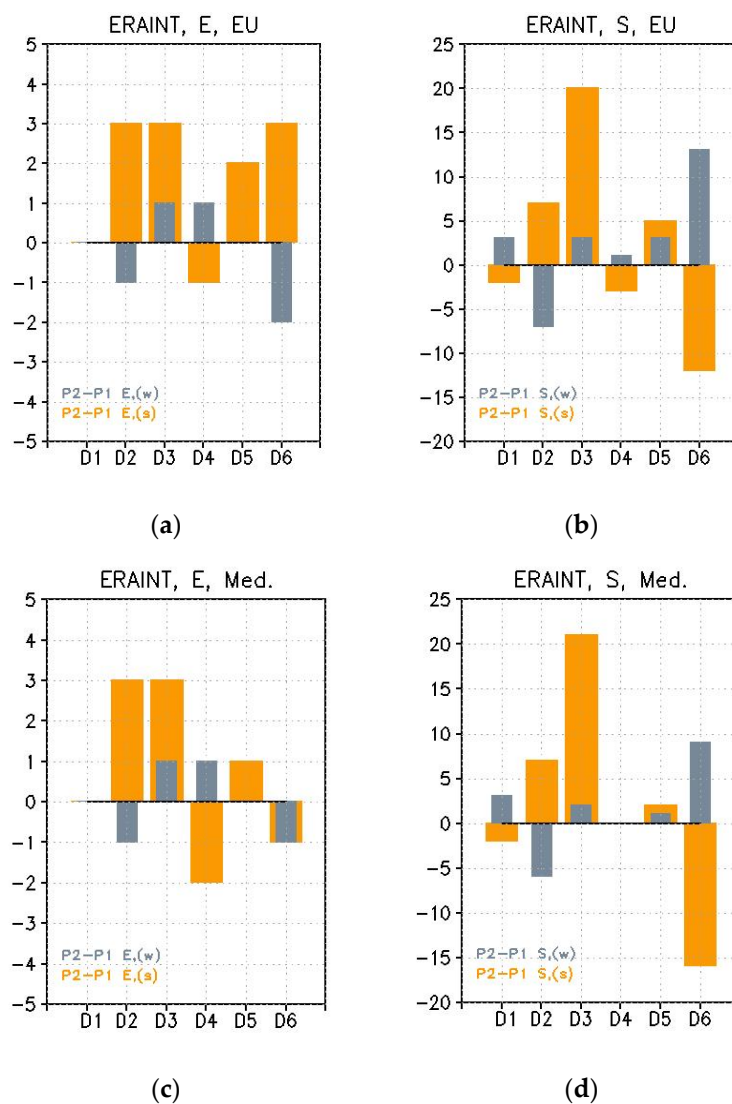 ERAINT, E, EU
5
4
3
2
1
0
-1
-2
-3
-4
-5
P2-P1 E,(w)
P2-P1 E,(s)
D1 D2 D3 D4 D5 D6
(a)
ERAINT, S, EU
25
20
15
10
5
0
-5
-10
-15
-20
P2-P1 S,(w)
P2-P1 S,(s)
D1 D2 D3 D4 D5 D6
(b)
ERAINT, E, Med.
5
4
3
2
1
0
-1
-2
-3
-4
-5
P2-P1 E,(w)
P2-P1 E,(s)
D1 D2 D3 D4 D5 D6
(c)
ERAINT, S, Med.
25
20
15
10
5
0
-5
-10
-15
-20
P2-P1 S,(w)
P2-P1 S,(s)
D1 D2 D3 D4 D5 D6
(d)